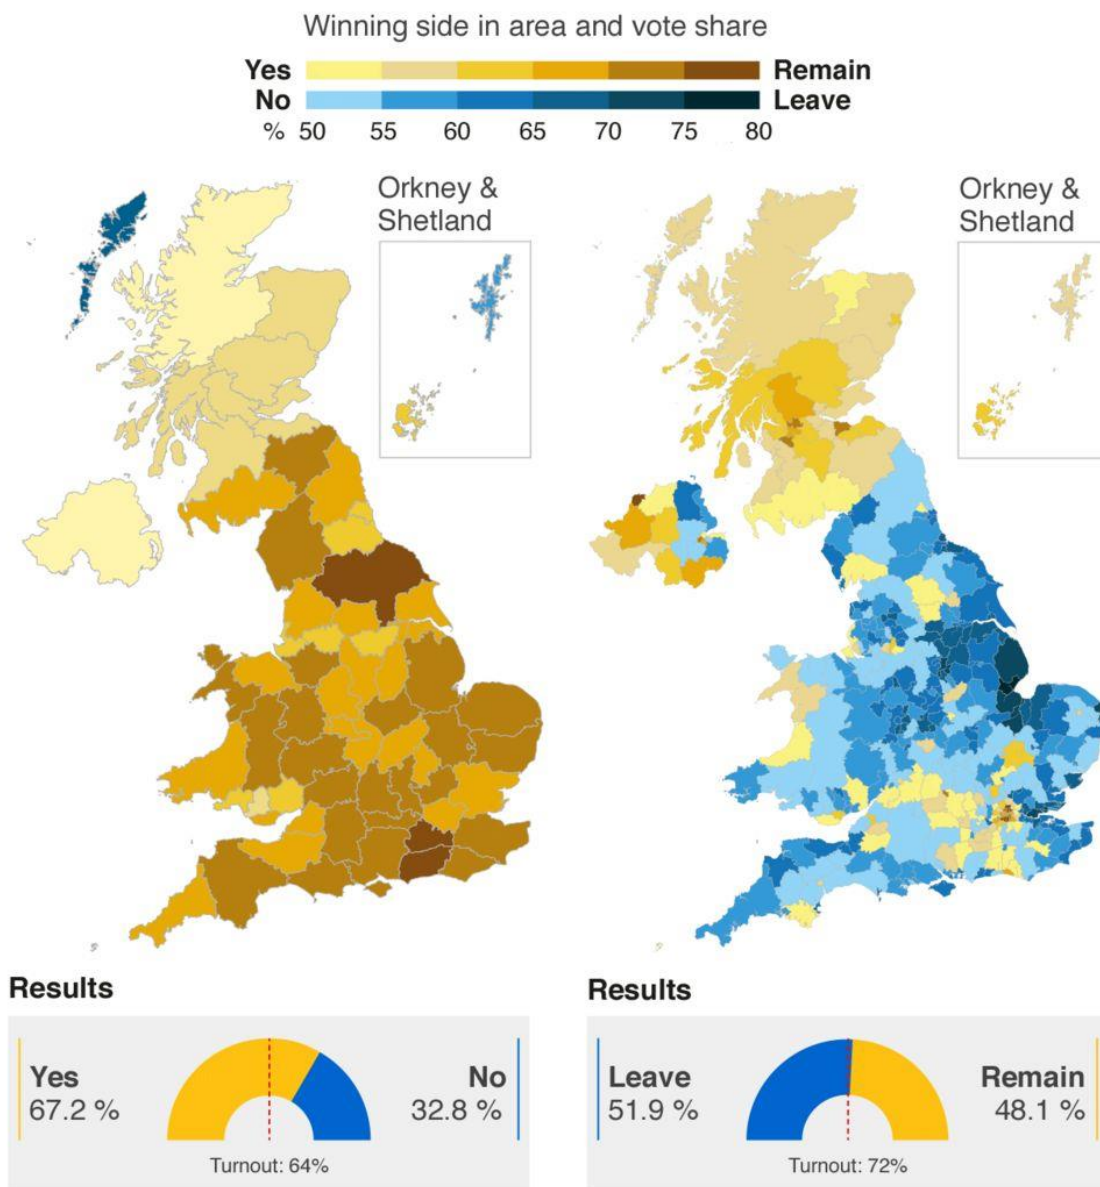 Winning side in area and vote share
Yes Remain
No Leave
% 50 55 60 65 70 75 80
Orkney &
Shetland
Orkney &
Shetland
Results
Yes
67.2 %
No
32.8 %
Turnout: 64%
Results
Leave
51.9 %
Remain
48.1 %
Turnout: 72%